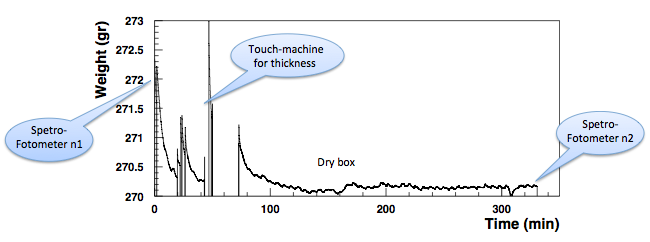 Weight (gr)
273
272.5
272
271.5
271
270.5
270
0
100
200
300
Time (min)
Spetro-
Fotometer n1
Touch-machine
for thickness
Dry box
Spetro-
Fotometer n2